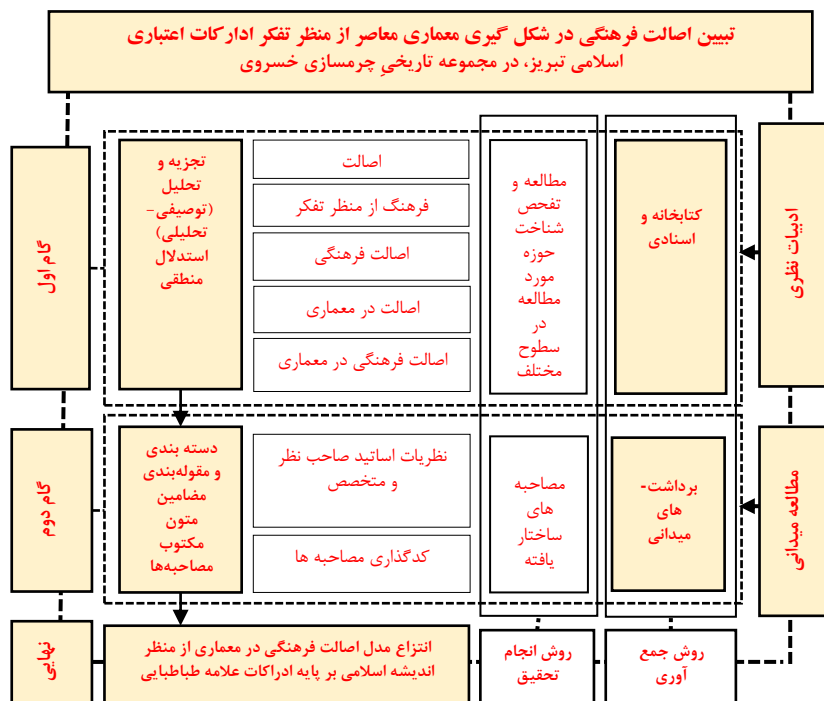 تبیین اصالت فرهنگی در شکل گیری معماری معاصر از منظر تفکر ادارکات اعتباری
اسلامی تبریز، در مجموعه تاریخیِ چرمسازی خسروی
ادبیات نظری
کتابخانه و
اسنادی
مطالعه و
تفحص
شناخت
حوزه
مورد
مطالعه
در
سطوح
مختلف
اصالت
فرهنگ از منظر تفکر
اصالت فرهنگی
اصالت در معماری
اصالت فرهنگی در معماری
تجزیه و
تحلیل
(توصیفی-
تحلیلی)
استدلال
منطقی
گام اول
مطالعه میدانی
برداشت-
های
میدانی
مصاحبه
های
ساختار
یافته
نظریات اساتید صاحب نظر
و متخصص
کدگذاری مصاحبه ها
دسته بندی
و مقوله‌بندی
مضامین
متون
مکتوب
مصاحبه‌ها
گام دوم
روش جمع
آوری
روش انجام
تحقیق
انتزاع مدل اصالت فرهنگی در معماری از منظر
اندیشه اسلامی بر پایه ادراکات علامه طباطبایی
نهایی